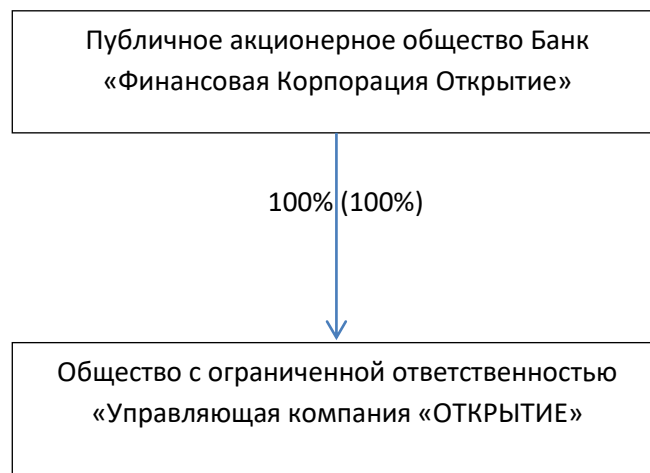 Публичное акционерное общество Банк
«Финансовая Корпорация Открытие»
100% (100%)
Общество с ограниченной ответственностью
«Управляющая компания «ОТКРЫТИЕ»